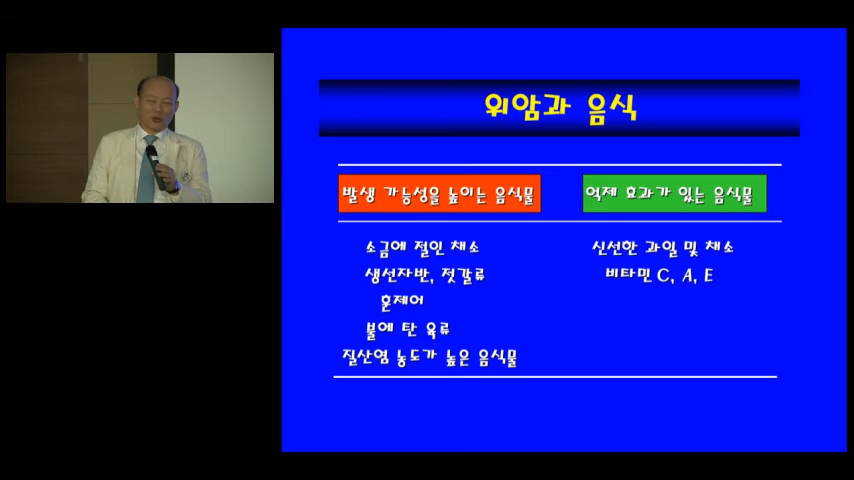 위암과 음식
발생 가능성을 높이는 음식물
억제 효과가 있는 음식물
소금에 절인 채소
생선자반, 젓갈류
훈제어
불에 탄 육류
질산염 농도가 높은 음식물
신선한 과일 및 채소
비타민 C, A, E